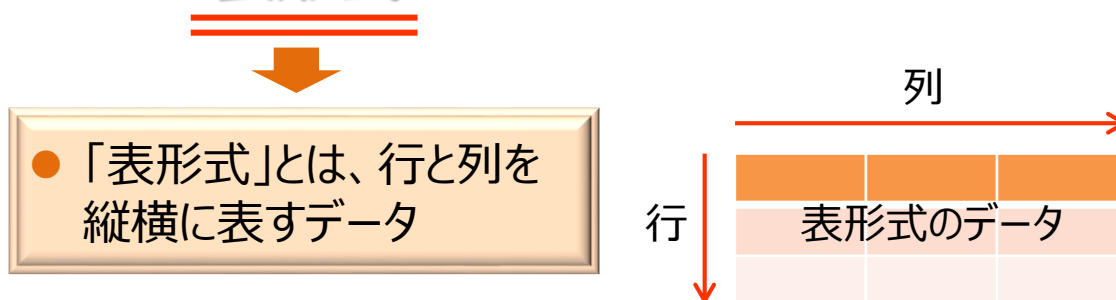 列
● 「表形式」とは、行と列を
縦横に表すデータ
行
表形式のデータ